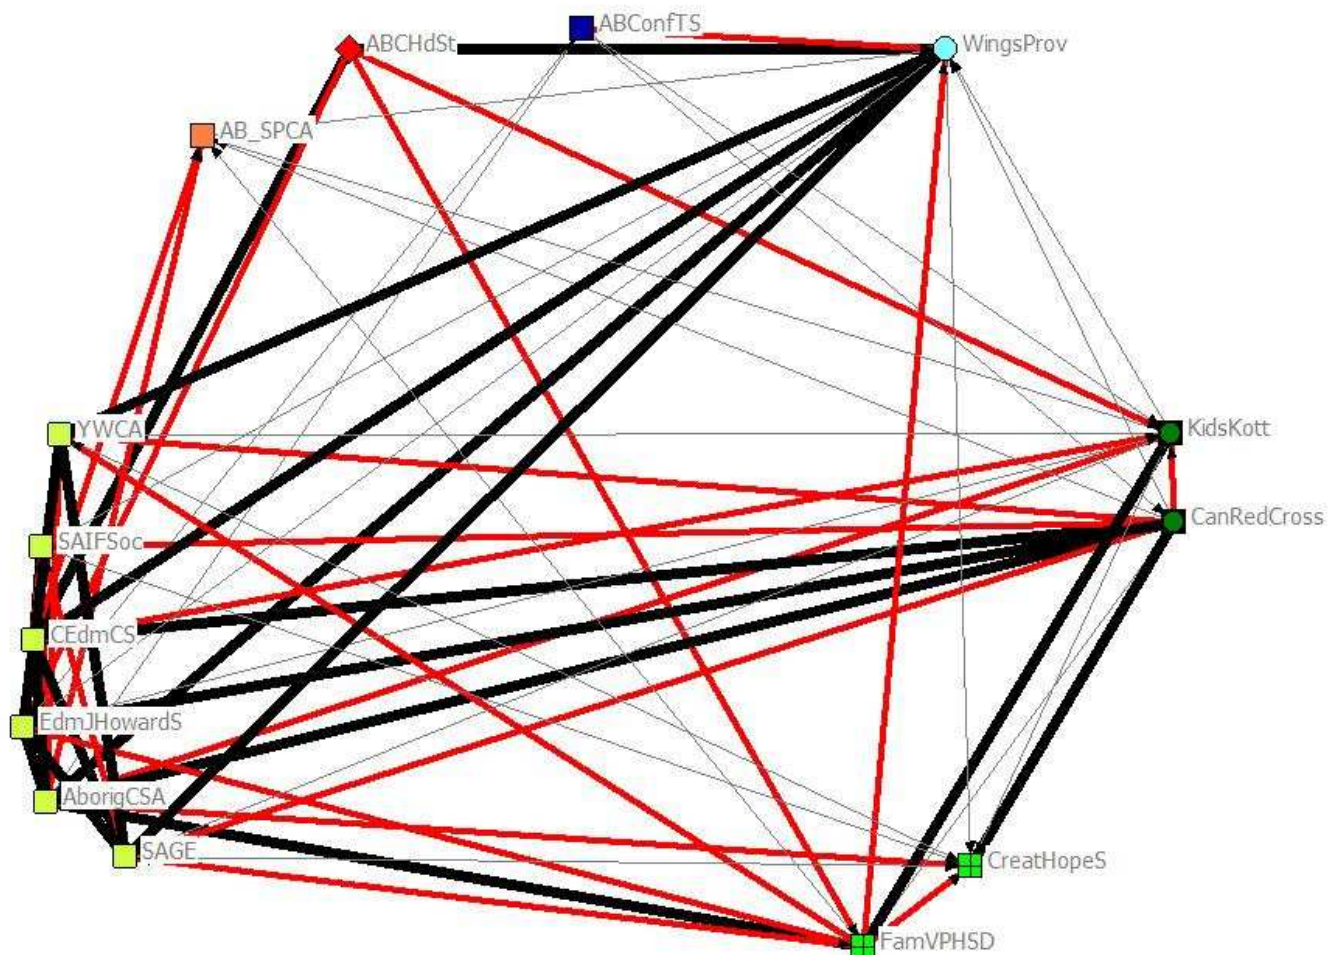 ABConfTS
ABCHdSt
WingsProv
AB_SPCA
YWCA
KidsKott
CanRedCross
SAIFSoc
CEdmCS
EdmJHowardS
AborigCSA
SAGE
CreatHopeS
FamVPHSD